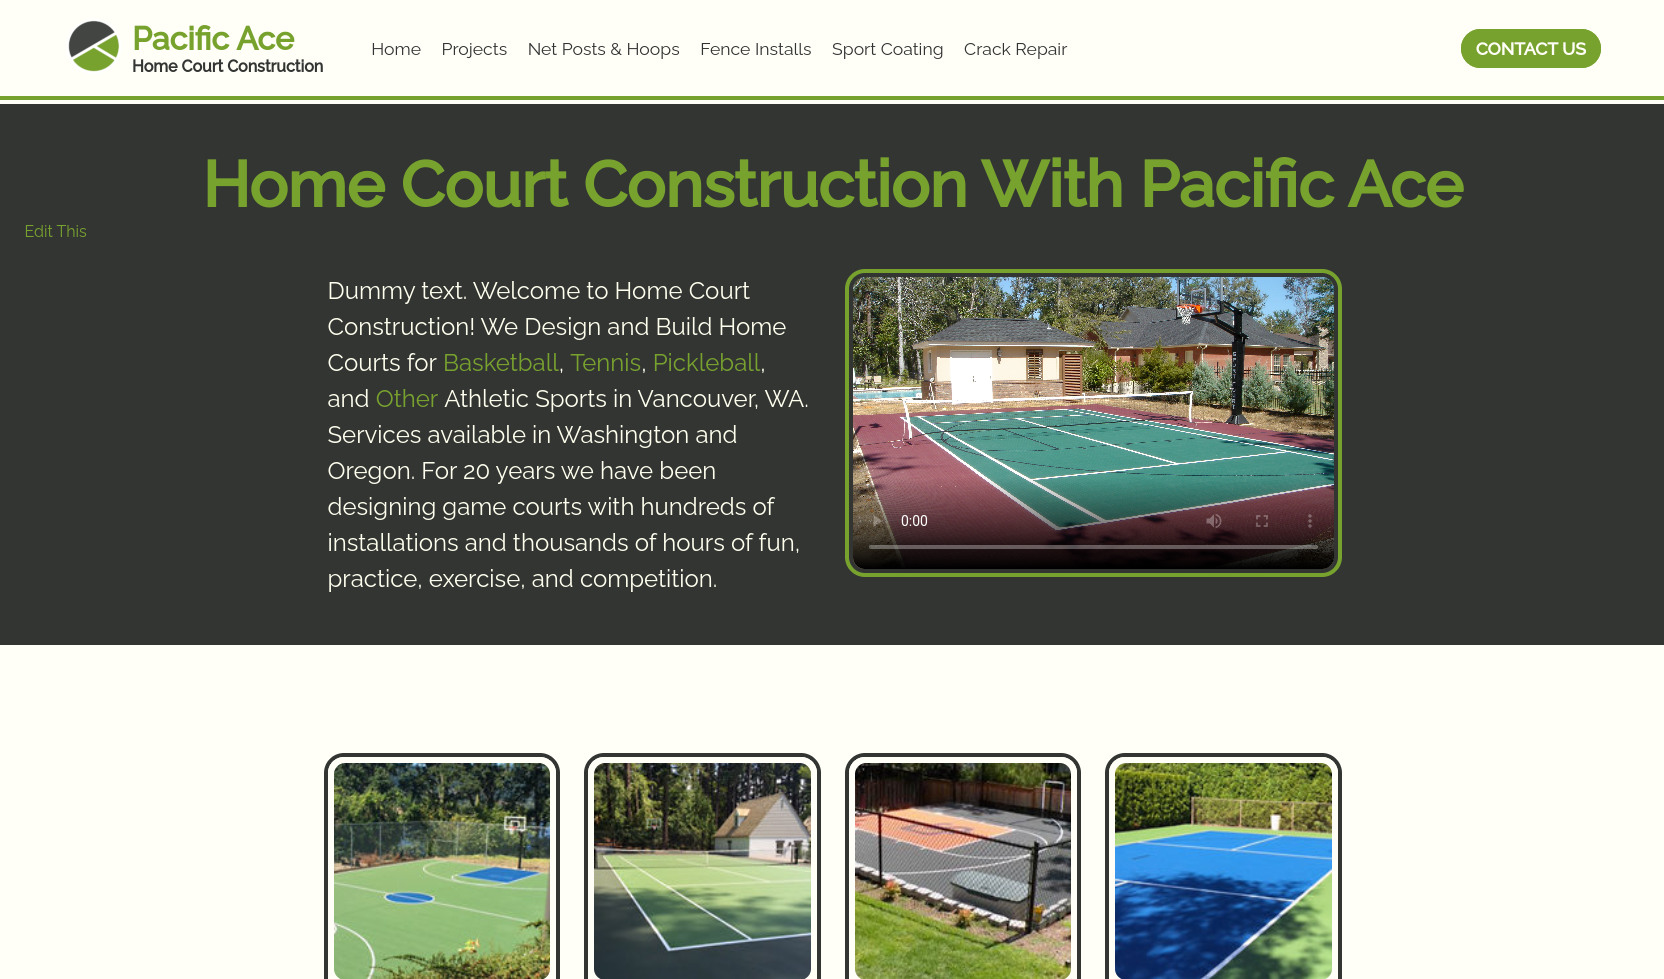 Pacific Ace
Home Court Construction
Home Projects Net Posts & Hoops Fence Installs Sport Coating Crack Repair
CONTACT US
Home Court Construction With Pacific Ace
Edit This
Dummy text. Welcome to Home Court
Construction! We Design and Build Home
Courts for Basketball, Tennis, Pickleball,
and Other Athletic Sports in Vancouver, WA.
Services available in Washington and
Oregon. For 20 years we have been
designing game courts with hundreds of
installations and thousands of hours of fun,
practice, exercise, and competition.
0:00